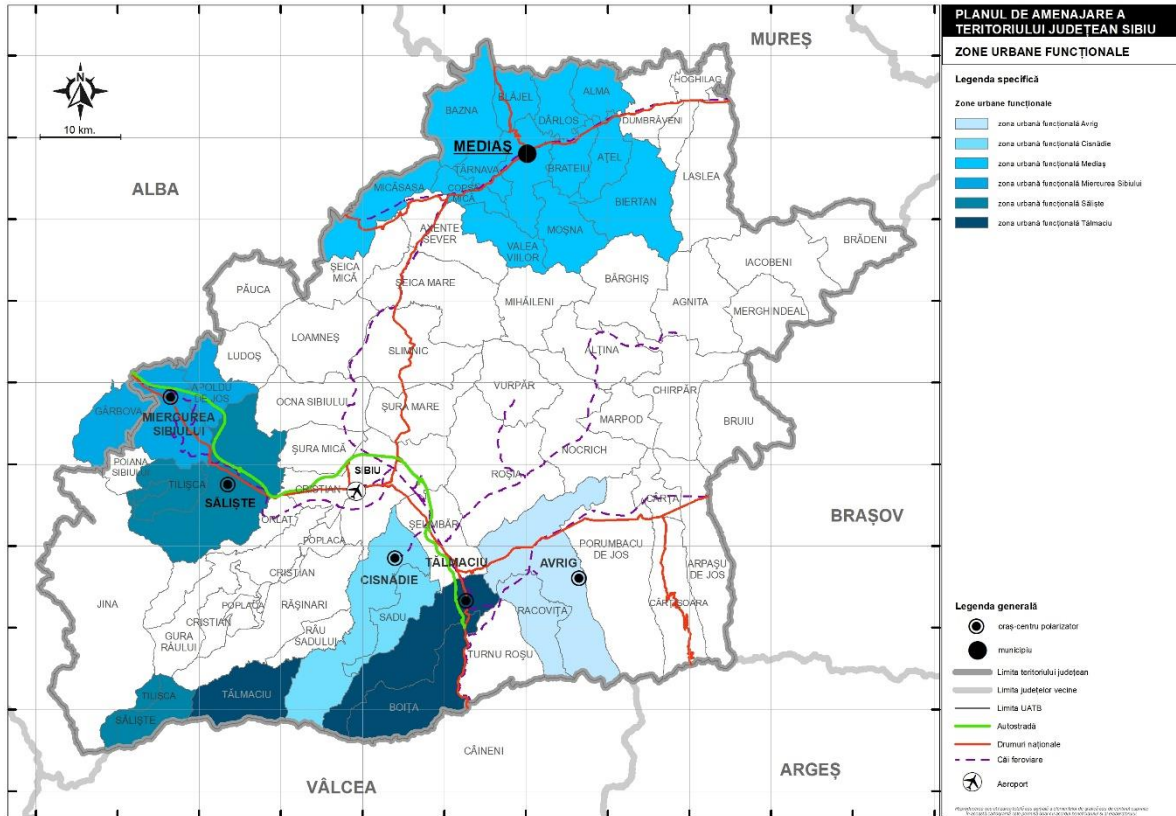 PLANUL DE AMENAJARE A
TERITORIULUI JUDEȚEAN SIBIU
ZONE URBANE FUNCȚIONALE
Legenda specifică
Zone urbane funcționale
zona urbană funcțională Avrig
zona urbană funcțională Cisnădie
zona urbană funcțională Mediaș
zona urbană funcțională Miercurea Sibiului
zona urbană funcțională Săliște
zona urbană funcțională Tălmaciu
Legenda generală
oraș-centru polarizator
municipiu
Limita teritoriului județean
Limita județelor vecine
Limita UATB
Autostradă
Drumuri naționale
Căi feroviare
Aeroport
N
10 km.
MUREȘ
ALBA
BRAȘOV
ARGEȘ
VÂLCEA
CÂINENI
HOGHILAG
BLĂJEL
ALMA
BAZNA
DÂRLOS
DUMBRĂVENI
MEDIAȘ
AȚEL
BRATEIU
TÂRNAVA
LASLEA
MICĂSASA
COPȘA
MICĂ
BIERTAN
AXENTE
SEVER
MOȘNA
VALEA
VIILOR
BRĂDENI
ȘEICA
MICĂ
IACOBENI
BÂRGHIȘ
ȘEICA MARE
PĂUCA
MIHĂILENI
AGNITA
MERGHINDEAL
LOAMNEȘ
SLIMNIC
ALȚINA
LUDOȘ
APOLDU
DE JOS
VURPĂR
CHIRPĂR
OCNA SIBIULUI
ȘURA MARE
GÂRBOVA
MIERCUREA
SIBIULUI
MARPOD
BRUIU
ȘURA MICĂ
NOCRICH
POIANA
SIBIULUI
SIBIU
ROȘIA
TILIȘCA
CRISTIAN
SĂLIȘTE
CÂRȚA
ORLAT
ȘELIMBĂR
POPLACA
PORUMBACU
DE JOS
TĂLMACIU
AVRIG
ARPAȘU
DE JOS
CISNĂDIE
CRISTIAN
JINA
POPLACA
RĂȘINARI
CÂRȚIȘOARA
RACOVIȚA
SADU
CRISTIAN
GURA
RÂULUI
RÂU
SADULUI
TURNU ROȘU
TILIȘCA
TĂLMACIU
BOIȚA
SĂLIȘTE